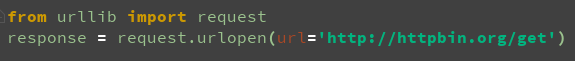 from urllib import request
response = request.urlopen(url='http://httpbin.org/get')